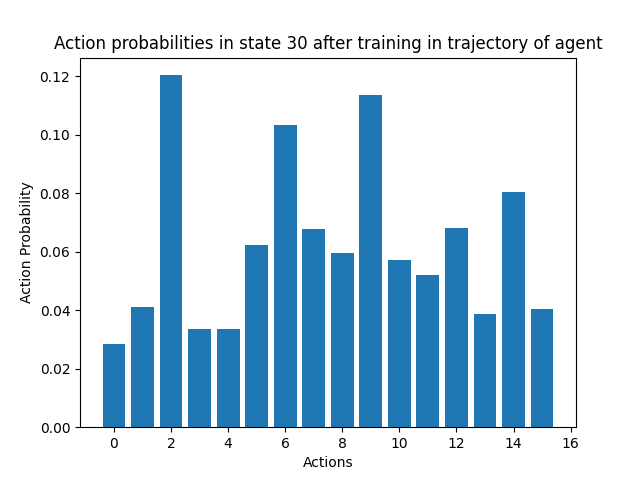 Action probabilities in state 30 after training in trajectory of agent
0.12
0.10
0.08
0.06
0.04
0.02
0.00
Action Probability
0 2 4 6 8 10 12 14 16
Actions